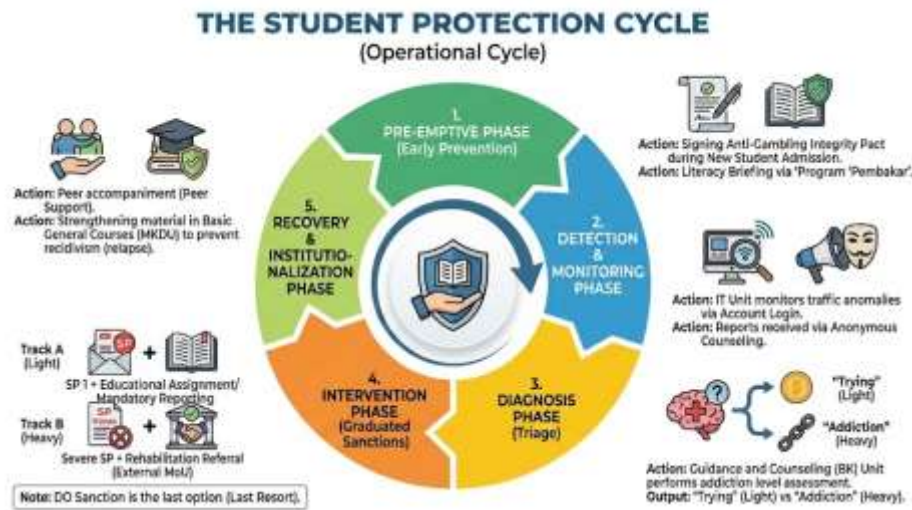 THE STUDENT PROTECTION CYCLE
(Operational Cycle)
1.
PRE-EMPTIVE PHASE
(Early Prevention)
Action: Signing Anti-Gambling Integrity Pact
during New Student Admission.
Action: Literacy Briefing via 'Program 'Pembakar'.
2.
DETECTION
&
MONITORING
PHASE
Action: IT Unit monitors traffic anomalies
via Account Login.
Action: Reports received via Anonymous
Counseling.
3.
DIAGNOSIS
PHASE
(Triage)
"Trying"
(Light)
"Addiction"
(Heavy)
Action: Guidance and Counseling (BK) Unit
performs addiction level assessment.
Output: "Trying" (Light) vs "Addiction" (Heavy).
4.
INTERVENTION
PHASE
(Graduated
Sanctions)
Track A
(Light)
SP
SP 1 + Educational Assignment/
Mandatory Reporting
Track B
(Heavy)
SP
Severe SP + Rehabilitation Referral
(External MoU)
Note: DO Sanction is the last option (Last Resort).
5.
RECOVERY
&
INSTITUTIO-
NALIZATION
PHASE
Action: Peer accompaniment (Peer
Support).
Action: Strengthening material in Basic
General Courses (MKDU) to prevent
recidivism (relapse).